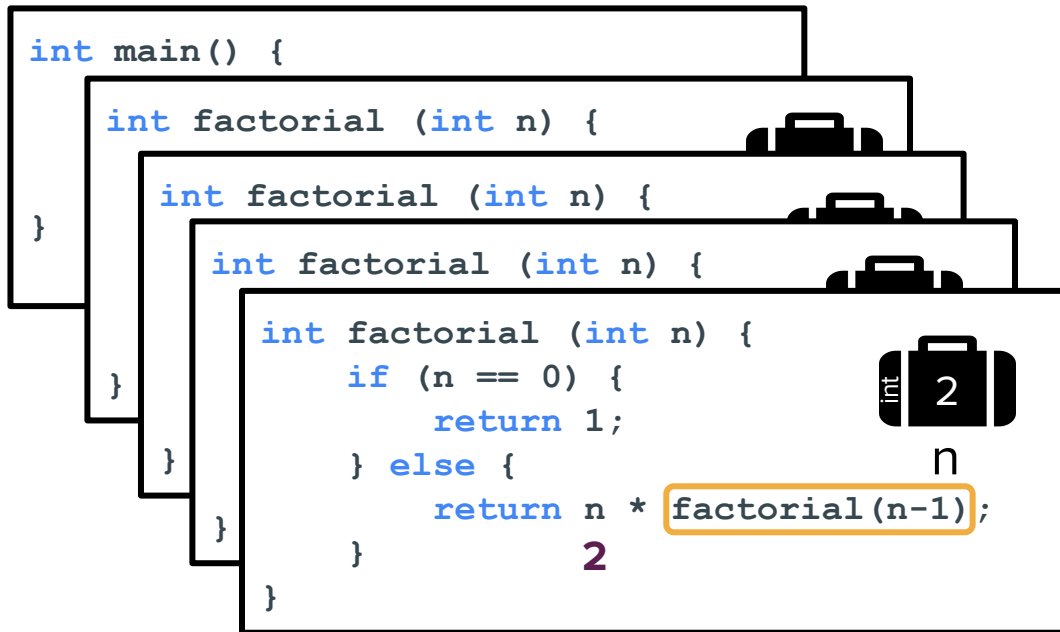 int main() {
int factorial (int n) {
int factorial (int n) {
}
int factorial (int n) {
int factorial (int n) {
if (n == 0) {
int 2
}
return 1;
} else {
n
}
return n * factorial(n-1);
}
}
2
}